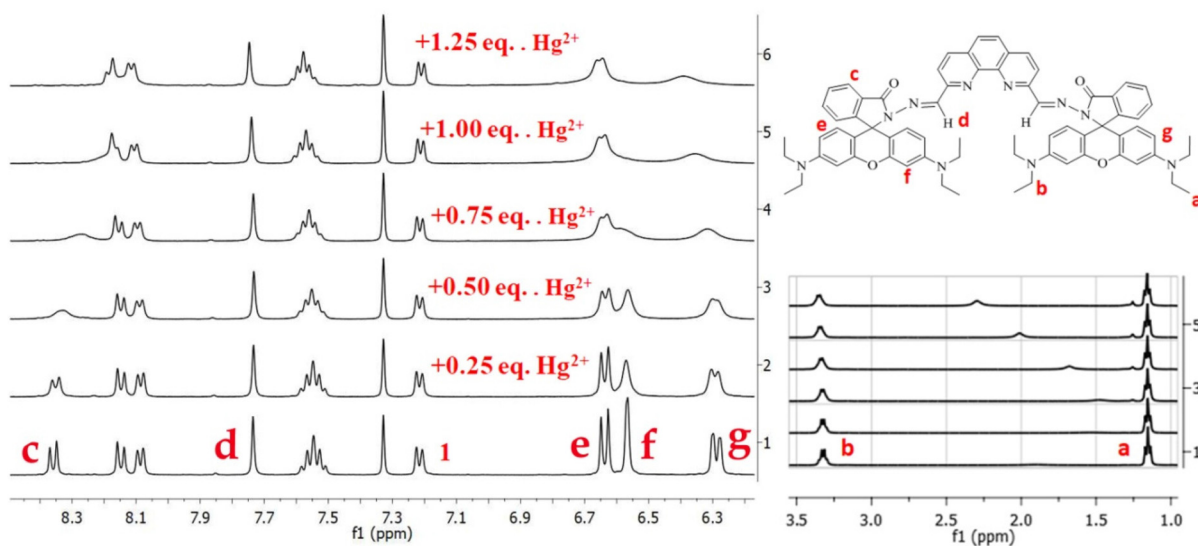 +1.25 eq. . Hg²⁺
6
+1.00 eq. . Hg²⁺
5
+0.75 eq. . Hg²⁺
4
+0.50 eq. . Hg²⁺
3
+0.25 eq. Hg²⁺
2
c d 1 e f g
1
8.3 8.1 7.9 7.7 7.5 7.3 7.1 6.9 6.7 6.5 6.3
f1 (ppm)
c O N N N N N N O
H d H
e g
N O N N O N
b f a
5
3
b a
1
3.5 3.0 2.5 2.0 1.5 1.0
f1 (ppm)